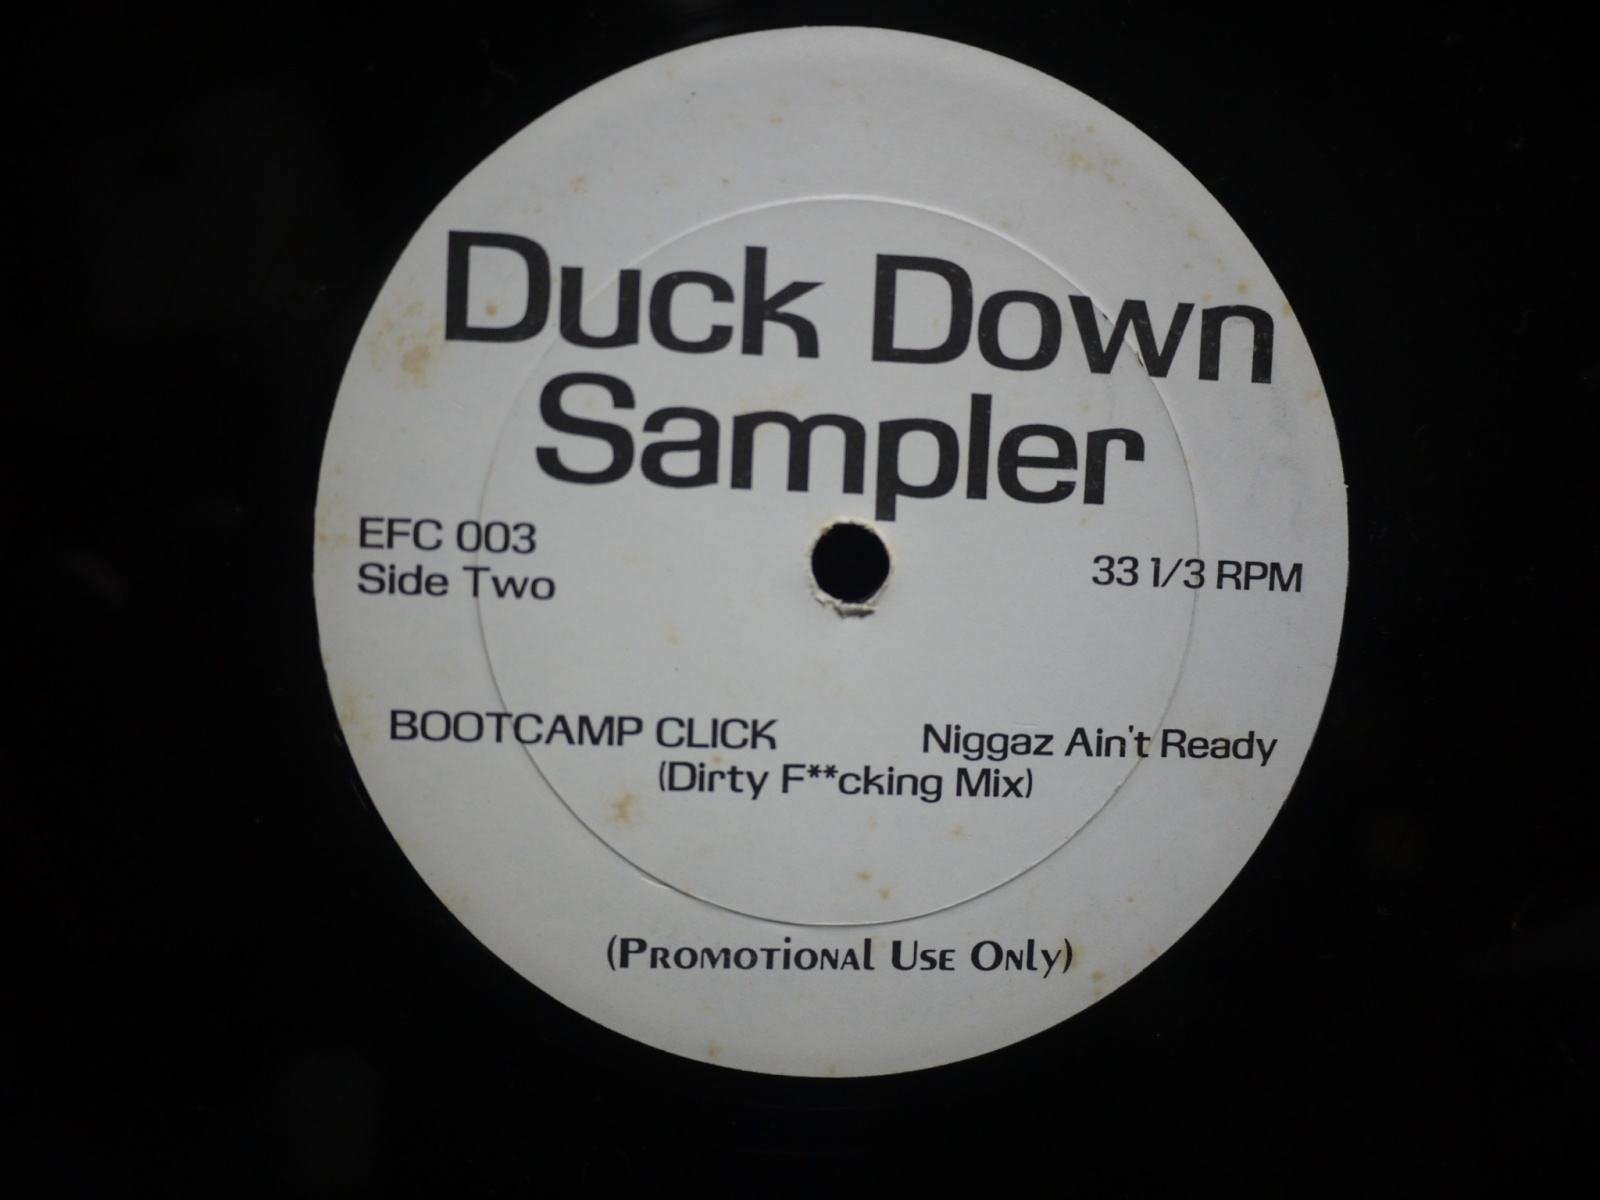 Duck Down
Sampler
EFC 003
Side Two
33 1/3 RPM
BOOTCAMP CLICK Niggaz Ain't Ready
(Dirty F**cking Mix)
(Promotional Use Only)